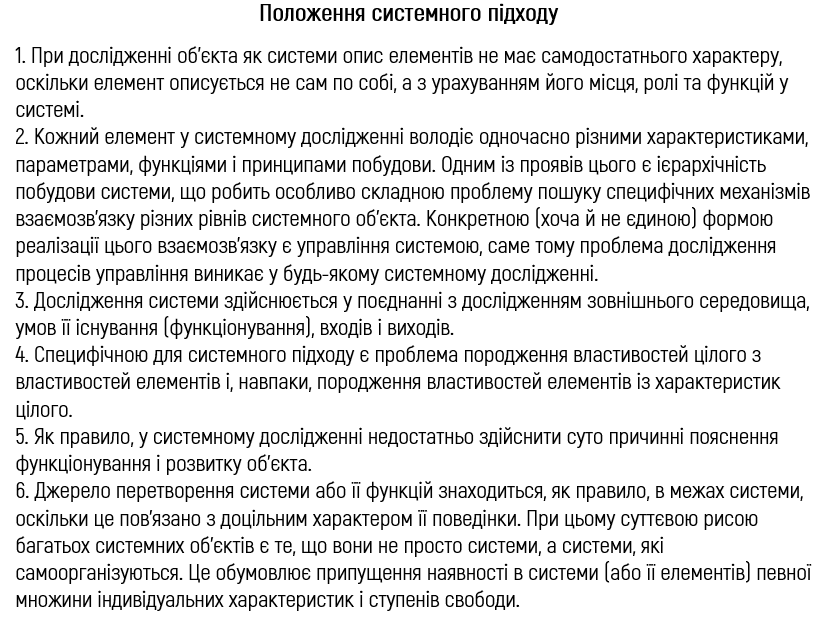 Положення системного підходу
1. При дослідженні об'єкта як системи опис елементів не має самодостатнього характеру,
оскільки елемент описується не сам по собі, а з урахуванням його місця, ролі та функцій у
системі.
2. Кожний елемент у системному дослідженні володіє одночасно різними характеристиками,
параметрами, функціями і принципами побудови. Одним із проявів цього є ієрархічність
побудови системи, що робить особливо складною проблему пошуку специфічних механізмів
взаємозв'язку різних рівнів системного об'єкта. Конкретною (хоча й не єдиною) формою
реалізації цього взаємозв'язку є управління системою, саме тому проблема дослідження
процесів управління виникає у будь-якому системному дослідженні.
3. Дослідження системи здійснюється у поєднанні з дослідженням зовнішнього середовища,
умов її існування (функціонування), входів і виходів.
4. Специфічною для системного підходу є проблема породження властивостей цілого з
властивостей елементів і, навпаки, породження властивостей елементів із характеристик
цілого.
5. Як правило, у системному дослідженні недостатньо здійснити суто причинні пояснення
функціонування і розвитку об'єкта.
6. Джерело перетворення системи або її функцій знаходиться, як правило, в межах системи,
оскільки це пов'язано з доцільним характером її поведінки. При цьому суттєвою рисою
багатьох системних об'єктів є те, що вони не просто системи, а системи, які
самоорганізуються. Це обумовлює припущення наявності в системи (або її елементів) певної
множини індивідуальних характеристик і ступенів свободи.